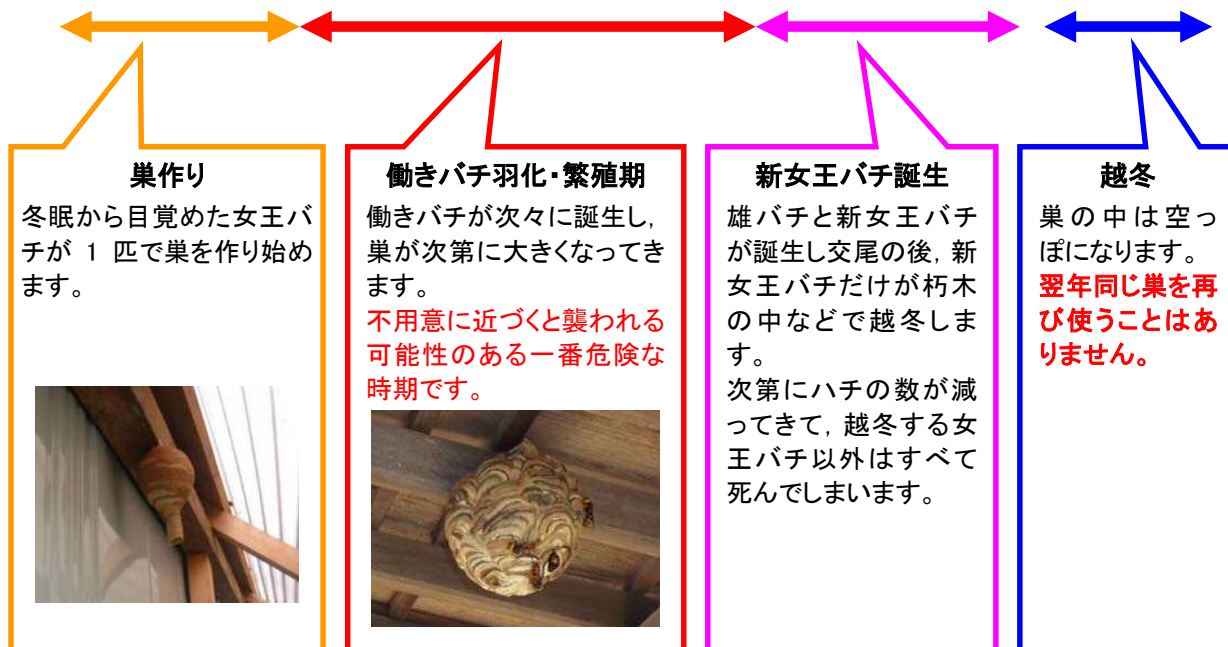 巣作り
冬眠から目覚めた女王バ
チが 1 匹で巣を作り始め
ます。
働きバチ羽化・繁殖期
働きバチが次々に誕生し，
巣が次第に大きくなってき
ます。
不用意に近づくと襲われる
可能性のある一番危険な
時期です。
新女王バチ誕生
雄バチと新女王バチ
が誕生し交尾の後，新
女王バチだけが朽木
の中などで越冬しま
す。
次第にハチの数が減
ってきて，越冬する女
王バチ以外はすべて
死んでしまいます。
越冬
巣の中は空っ
ぽになります。
翌年同じ巣を再
び使うことはあ
りません。